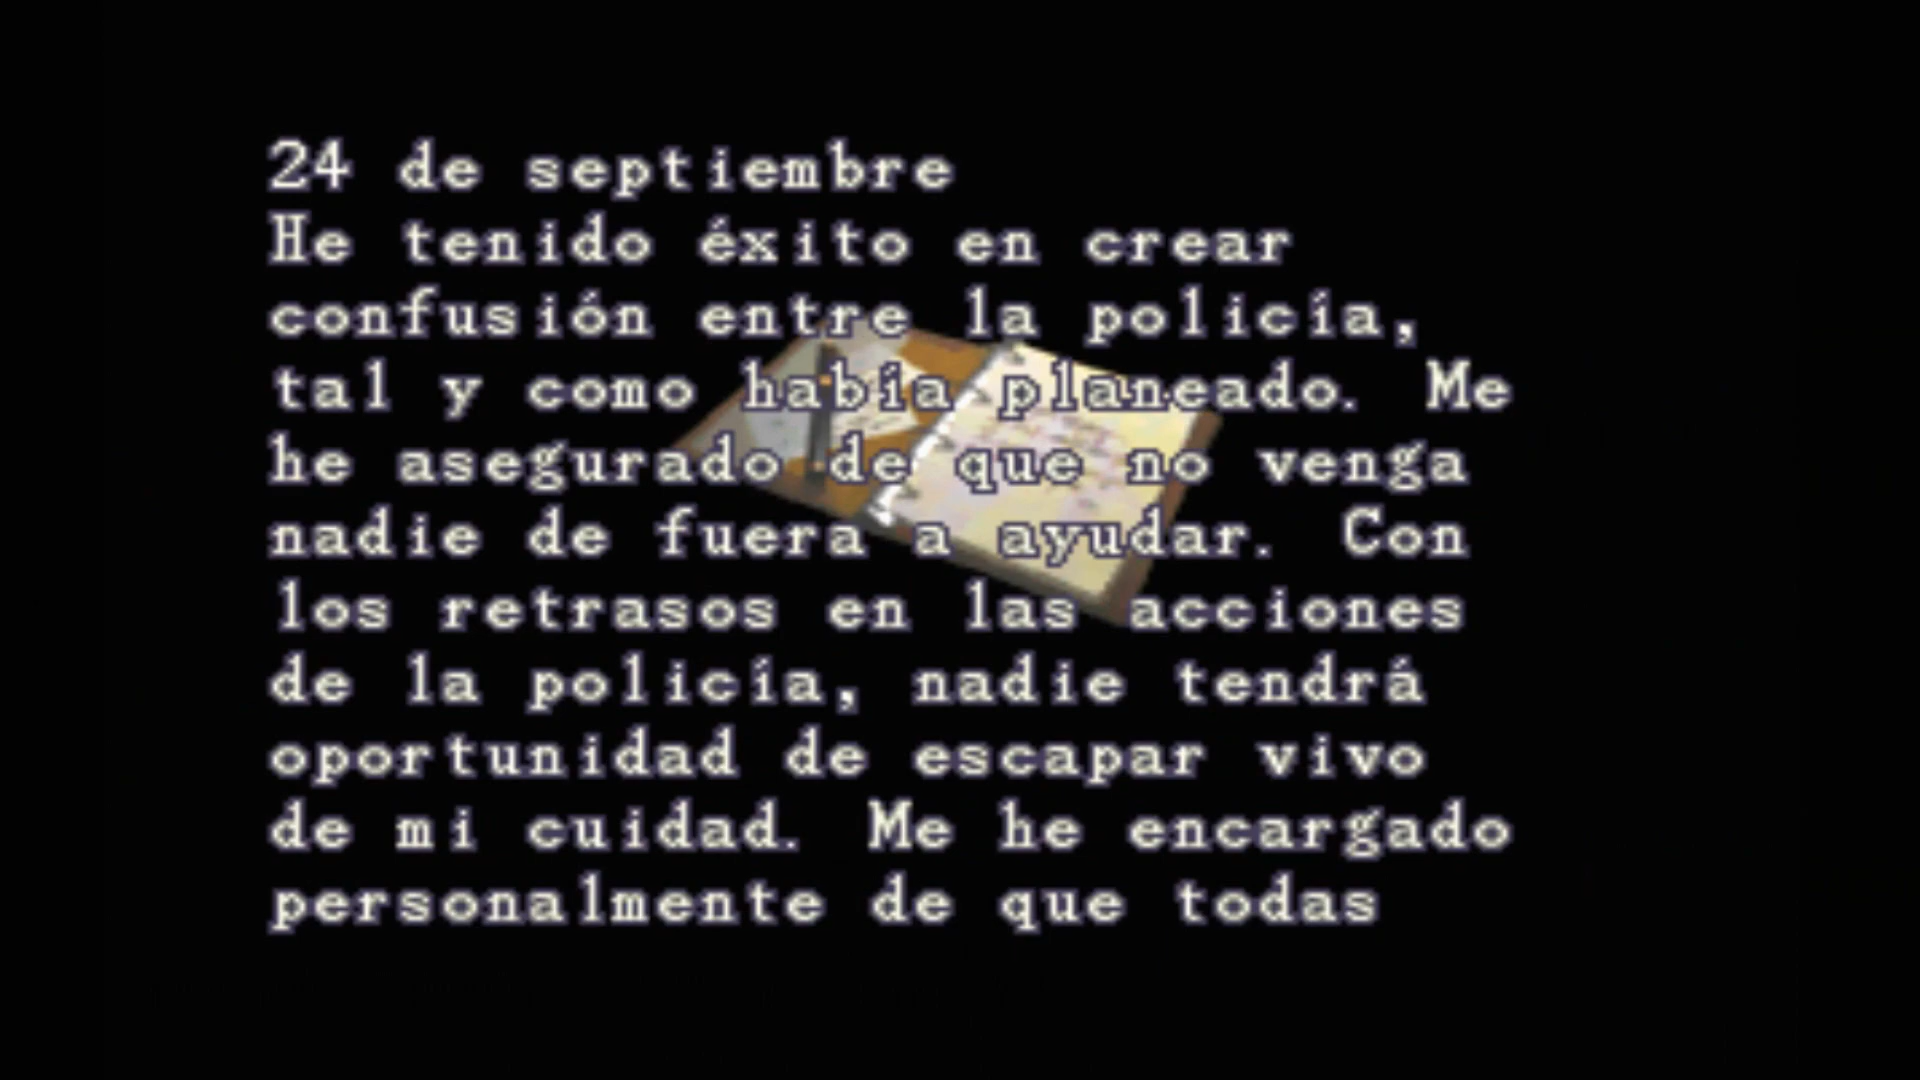 24 de septiembre
He tenido éxito en crear
confusión entre la policía,
tal y como había planeado. Me
he asegurado de que no venga
nadie de fuera a ayudar. Con
los retrasos en las acciones
de la policía, nadie tendrá
oportunidad de escapar vivo
de mi cuidad. Me he encargado
personalmente de que todas